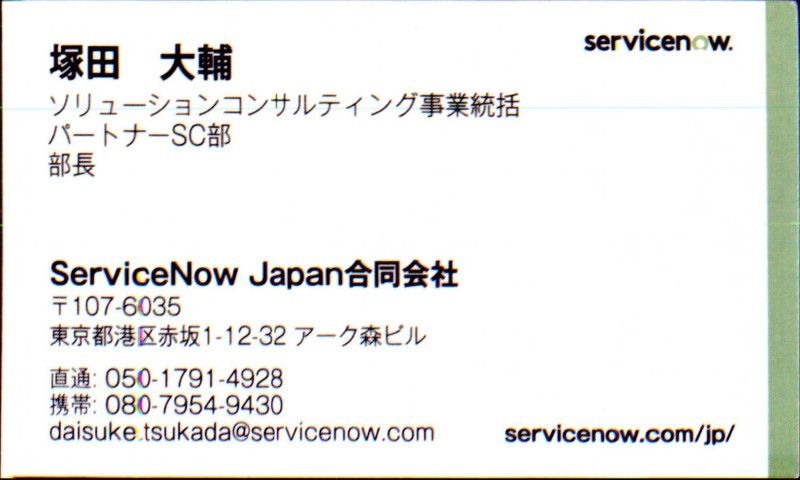 servicenow.
塚田　大輔
ソリューションコンサルティング事業統括
パートナーSC部
部長
ServiceNow Japan合同会社
〒107-6035
東京都港区赤坂1-12-32 アーク森ビル
直通: 050-1791-4928
携帯: 080-7954-9430
daisuke.tsukada@servicenow.com
servicenow.com/jp/